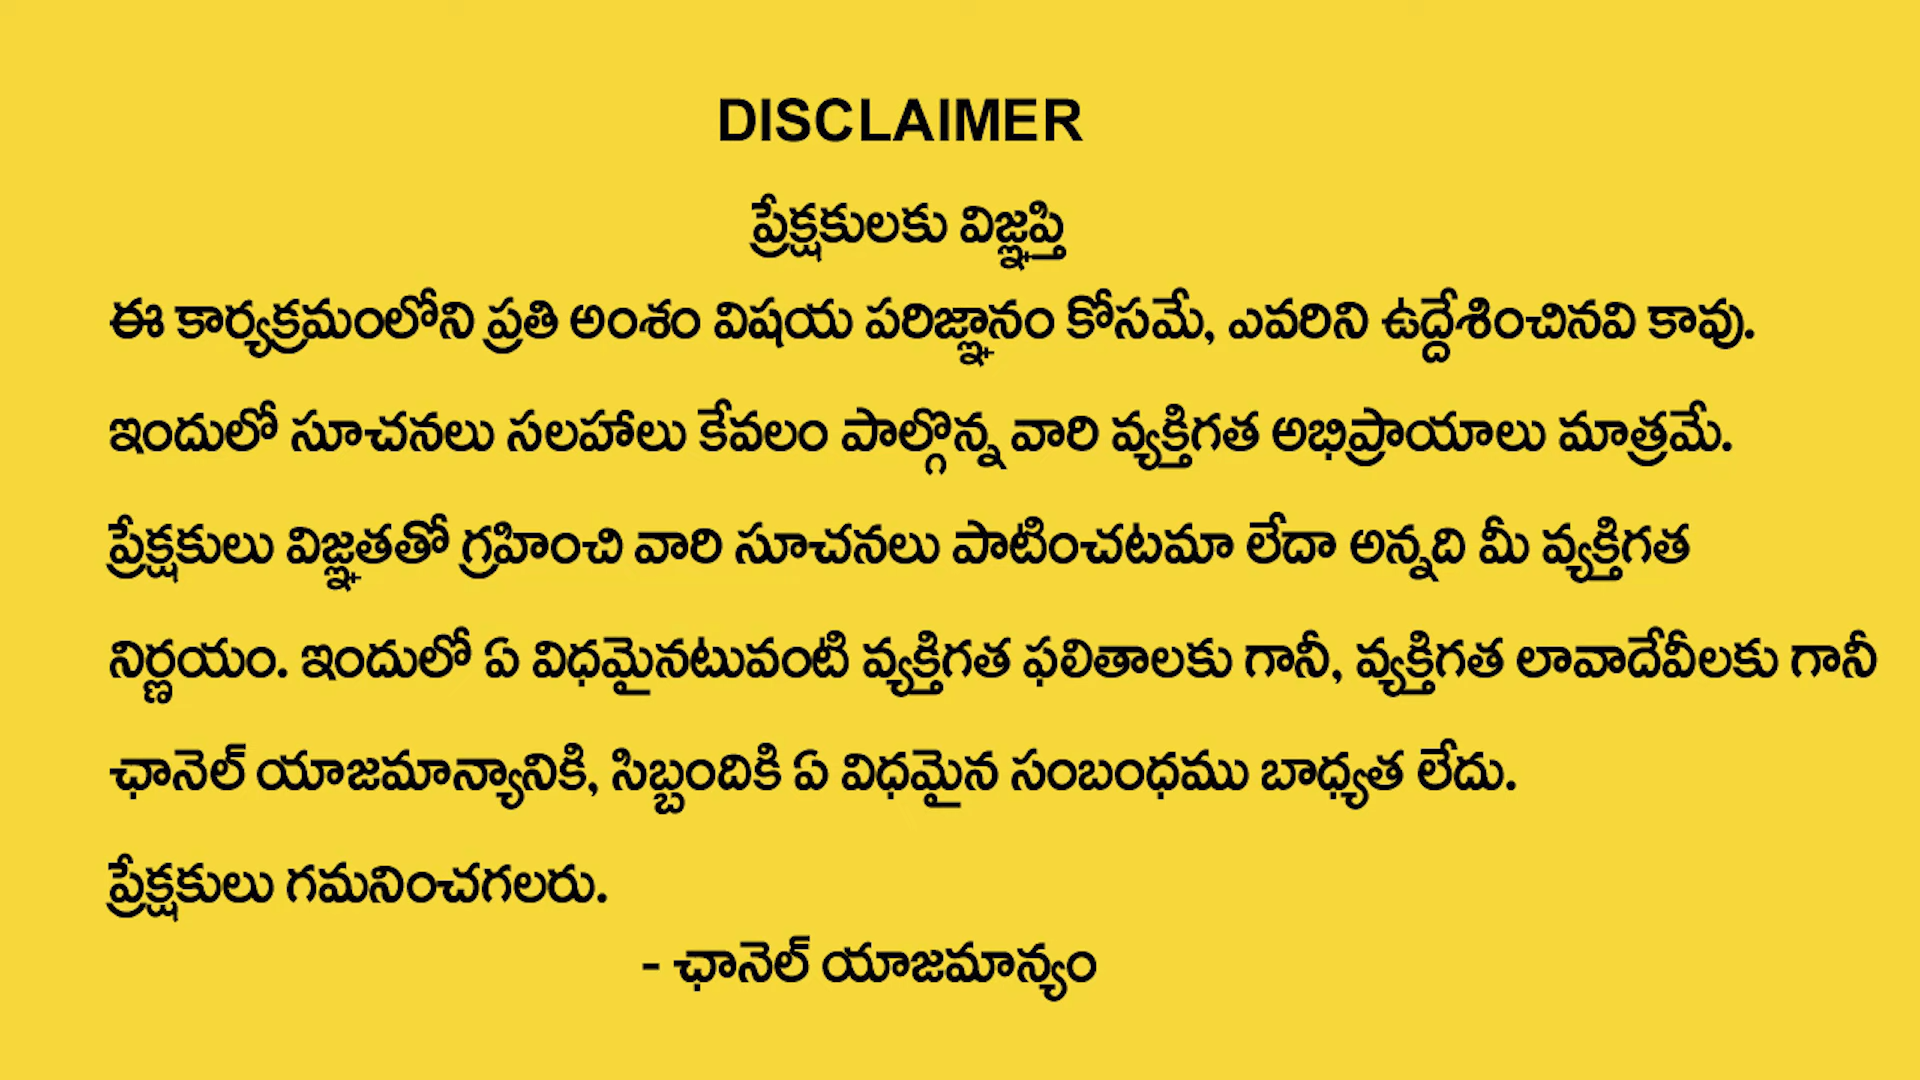 DISCLAIMER
ప్రేక్షకులకు విజ్ఞప్తి
ఈ కార్యక్రమంలోని ప్రతి అంశం విషయ పరిజ్ఞానం కోసమే, ఎవరిని ఉద్దేశించినవి కావు.
ఇందులో సూచనలు సలహాలు కేవలం పాల్గొన్న వారి వ్యక్తిగత అభిప్రాయాలు మాత్రమే.
ప్రేక్షకులు విజ్ఞతతో గ్రహించి వారి సూచనలు పాటించటమా లేదా అన్నది మీ వ్యక్తిగత
నిర్ణయం. ఇందులో ఏ విధమైనటువంటి వ్యక్తిగత ఫలితాలకు గానీ, వ్యక్తిగత లావాదేవీలకు గానీ
ఛానెల్ యాజమాన్యానికి, సిబ్బందికి ఏ విధమైన సంబంధము బాధ్యత లేదు.
ప్రేక్షకులు గమనించగలరు.
- ఛానెల్ యాజమాన్యం